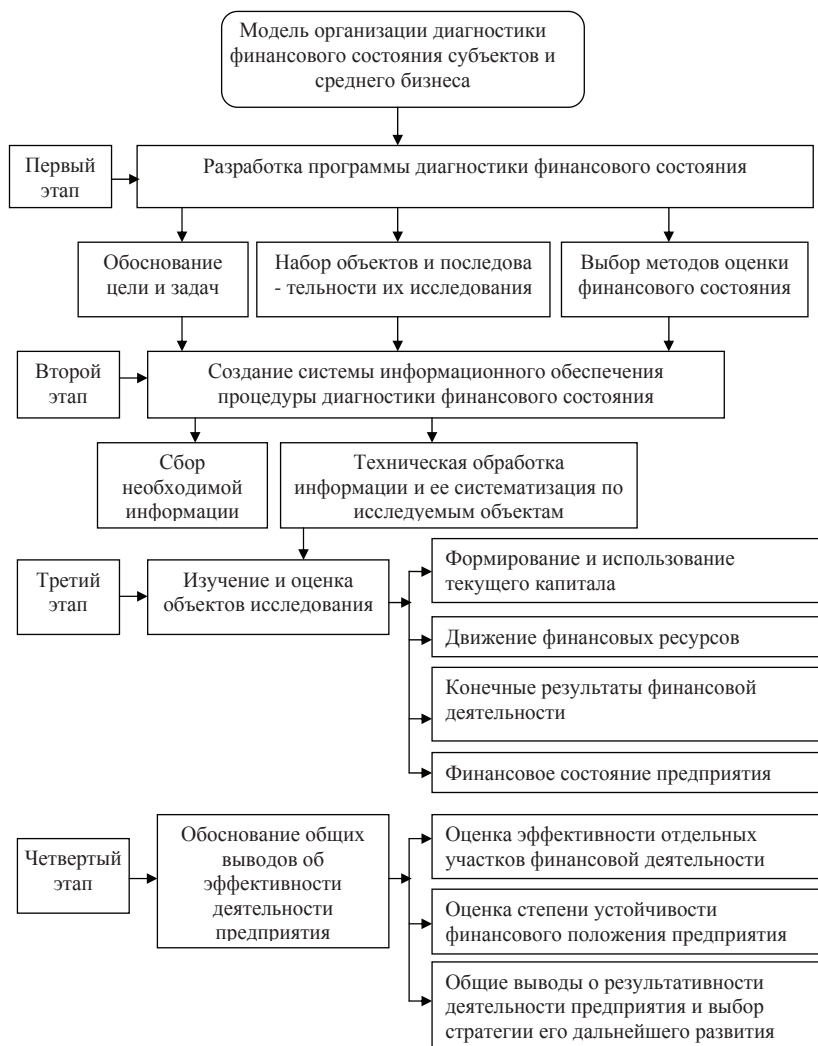 Модель организации диагностики
финансового состояния субъектов и
среднего бизнеса
Первый
этап
Разработка программы диагностики финансового состояния
Обоснование
цели и задач
Набор объектов и последова
- тельности их исследования
Выбор методов оценки
финансового состояния
Второй
этап
Создание системы информационного обеспечения
процедуры диагностики финансового состояния
Сбор
необходимой
информации
Техническая обработка
информации и ее систематизация по
исследуемым объектам
Третий
этап
Изучение и оценка
объектов исследования
Формирование и использование
текущего капитала
Движение финансовых ресурсов
Конечные результаты финансовой
деятельности
Финансовое состояние предприятия
Четвертый
этап
Обоснование общих
выводов об
эффективности
деятельности
предприятия
Оценка эффективности отдельных
участков финансовой деятельности
Оценка степени устойчивости
финансового положения предприятия
Общие выводы о результативности
деятельности предприятия и выбор
стратегии его дальнейшего развития